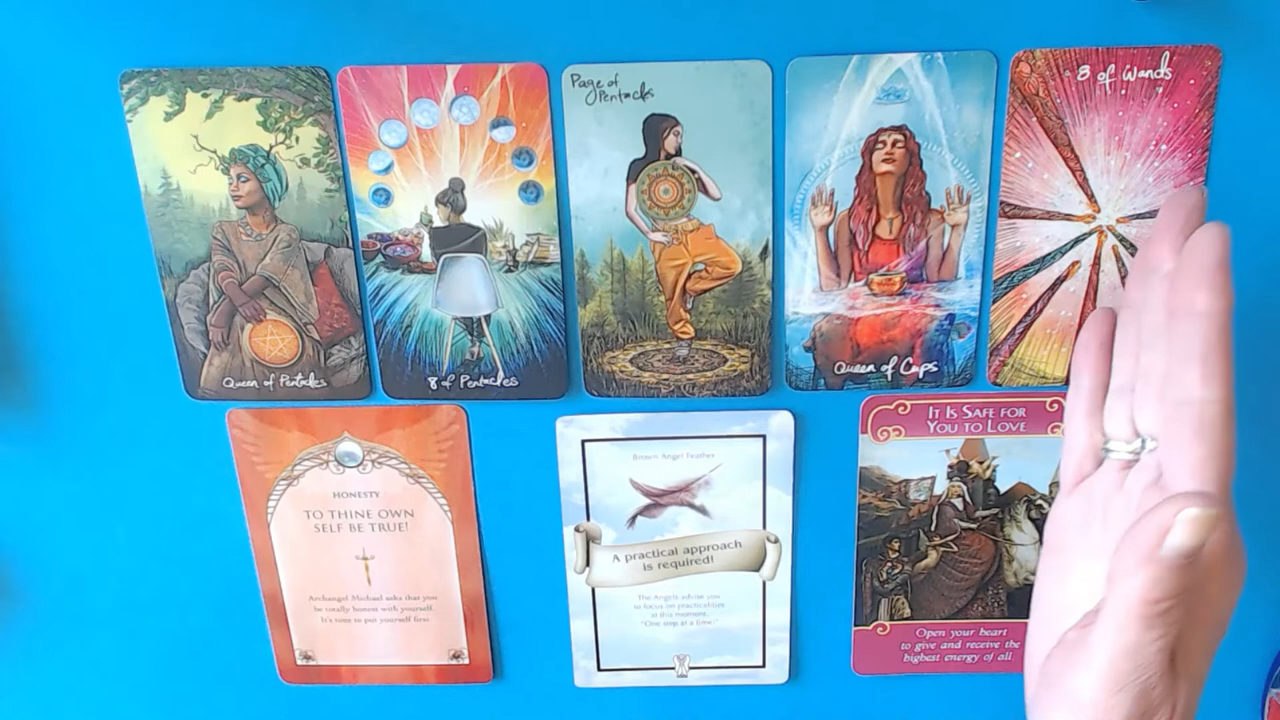 Queen of Pentacles
8 of Pentacles
Page of
Pentacles
Queen of Cups
8 of Wands
HONESTY
TO THINE OWN
SELF BE TRUE!
Archangel Michael asks that you
be totally honest with yourself.
It's time to put yourself first.
Brown Angel Feather
A practical approach
is required!
The Angels advise you
to focus on practicalities
at this moment.
"One step at a time!"
IT IS SAFE FOR
YOU TO LOVE
Open your heart
to give and receive the
highest energy of all